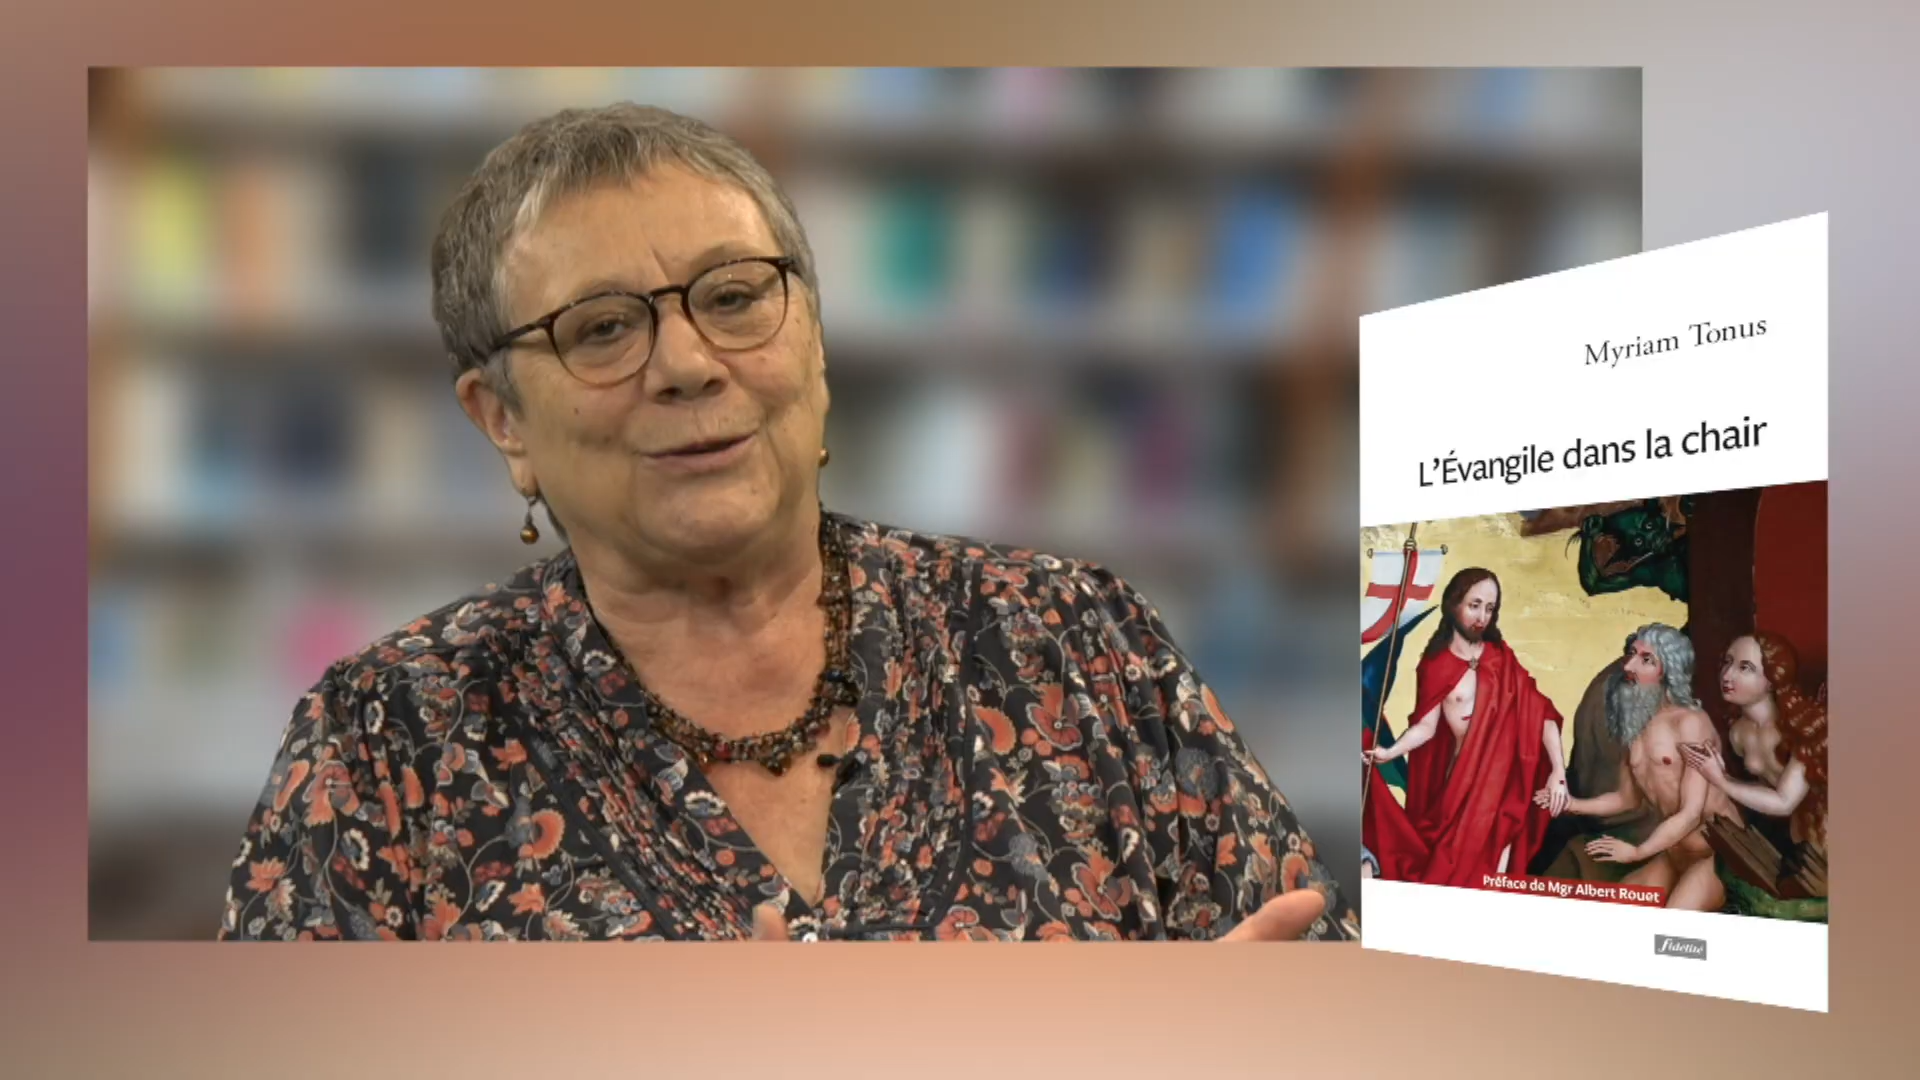 Myriam Tonus
L’Évangile dans la chair
Préface de Mgr Albert Rouet
fidélité